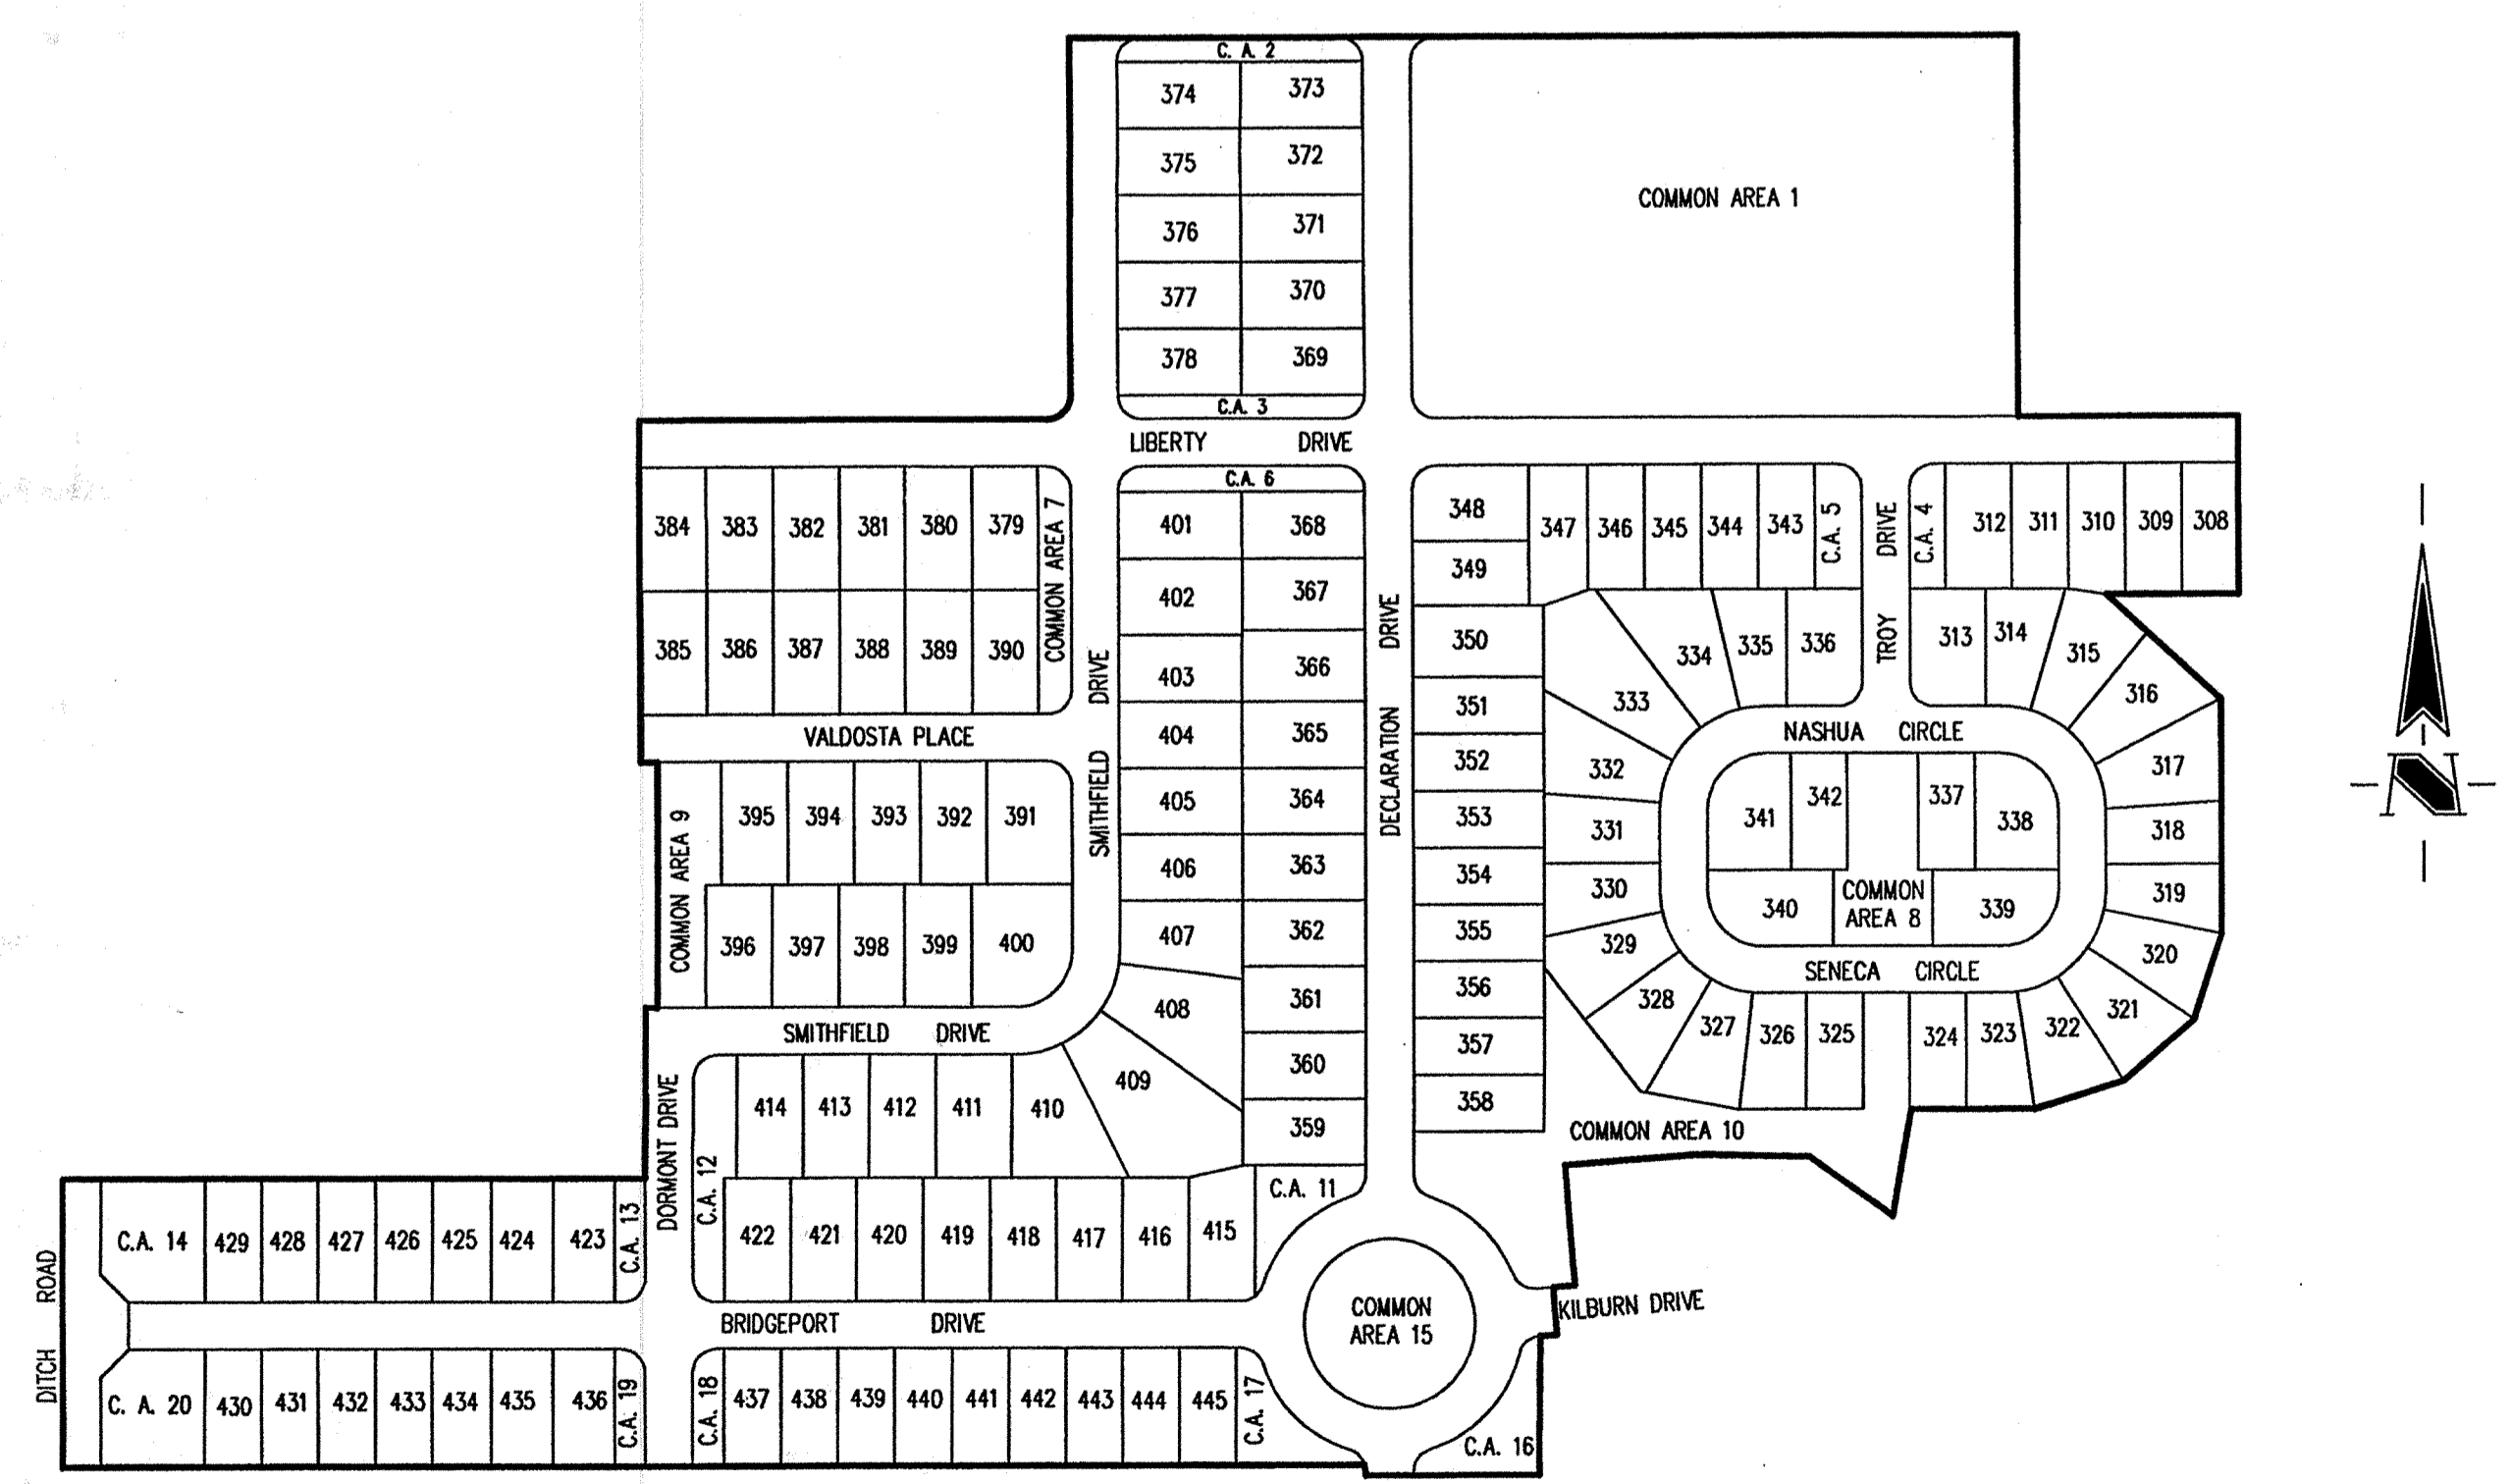 C. A. 2
374 373
375 372
COMMON AREA 1
376 371
377 370
378 369
C.A. 3
LIBERTY DRIVE
C.A. 6
384 383 382 381 380 379
COMMON AREA 7
401 368
348
347 346 345 344 343
C.A. 5
TROY DRIVE
C.A. 4
312 311 310 309 308
349
402 367
385 386 387 388 389 390
SMITHFIELD DRIVE
403 366
DECLARATION DRIVE
350
334 335 336
313 314 315
333
316
351
VALDOSTA PLACE
404 365
NASHUA CIRCLE
352
332
317
395 394 393 392 391
405 364
353
331
341 342 337 338
318
COMMON AREA 9
406 363
354
330
340
COMMON
AREA 8
339
319
396 397 398 399 400
407 362
355
329
320
SENECA CIRCLE
408 361
356
328
321
SMITHFIELD DRIVE
327 326 325
324 323 322
357
DORMONT DRIVE
409 360
414 413 412 411 410
358
359
COMMON AREA 10
C.A. 12
C.A. 11
DITCH ROAD
C.A. 14 429 428 427 426 425 424 423
C.A. 13
422 421 420 419 418 417 416 415
BRIDGEPORT DRIVE
COMMON
AREA 15
KILBURN DRIVE
C. A. 20 430 431 432 433 434 435 436
C.A. 19
C.A. 18
437 438 439 440 441 442 443 444 445
C.A. 17
C.A. 16
N